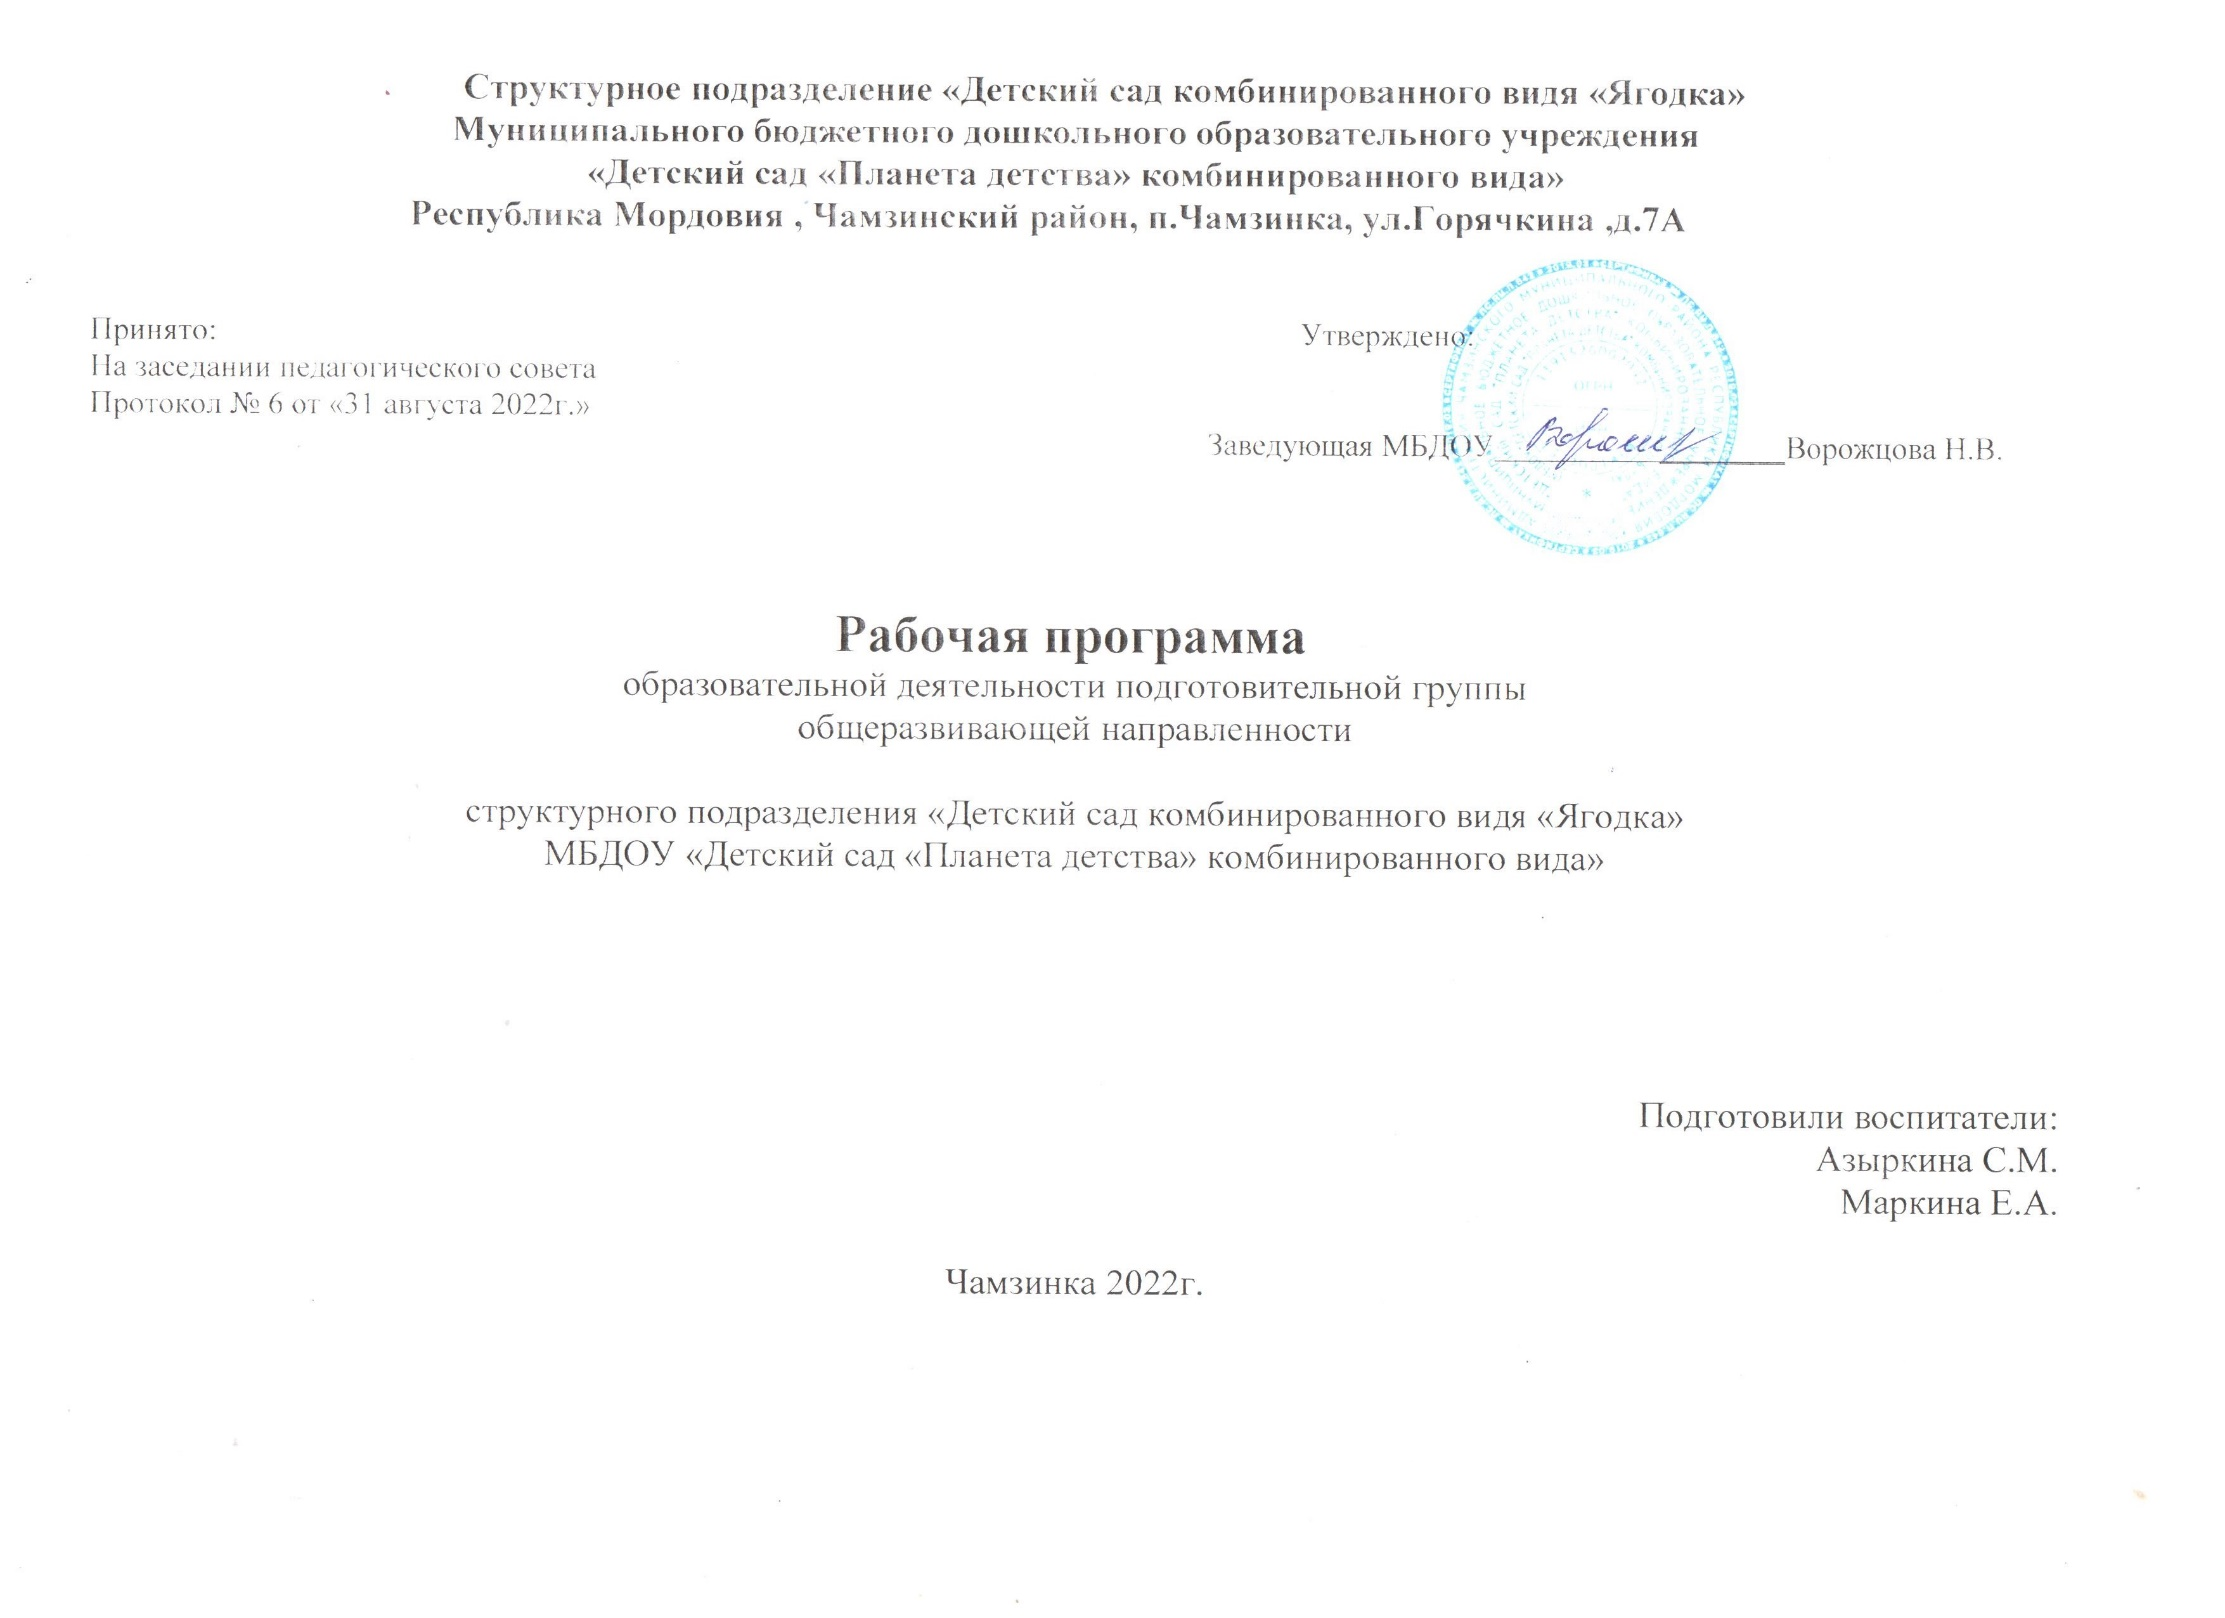 Структурное подразделение «Детский сад комбинированного видя «Ягодка»
Муниципального бюджетного дошкольного образовательного учреждения
«Детский сад «Планета детства» комбинированного вида»
Республика Мордовия , Чамзинский район, п.Чамзинка, ул.Горячкина ,д.7А
Принято:
На заседании педагогического совета
Протокол № 6 от «31 августа 2022г.»
Утверждено:
Заведующая МБДОУ__________________Ворожцова Н.В.
ОГРН
Рабочая программа
образовательной деятельности подготовительной группы
общеразвивающей направленности
структурного подразделения «Детский сад комбинированного видя «Ягодка»
МБДОУ «Детский сад «Планета детства» комбинированного вида»
Подготовили воспитатели:
Азыркина С.М.
Маркина Е.А.
Чамзинка 2022г.